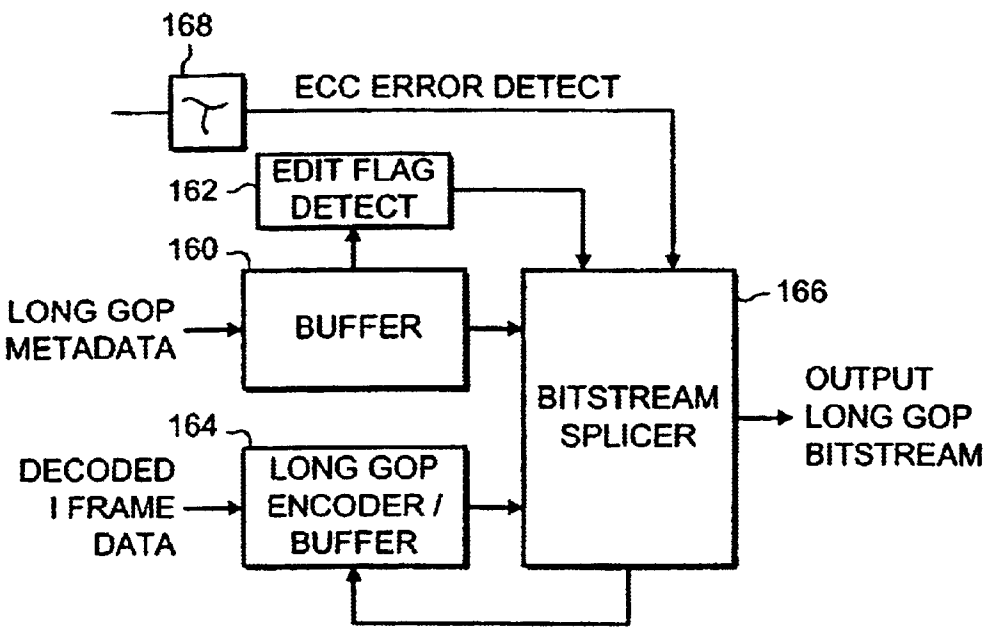 168
ECC ERROR DETECT
162
EDIT FLAG
DETECT
160
LONG GOP
METADATA
BUFFER
166
BITSTREAM
SPLICER
OUTPUT
LONG GOP
BITSTREAM
164
DECODED
I FRAME
DATA
LONG GOP
ENCODER /
BUFFER